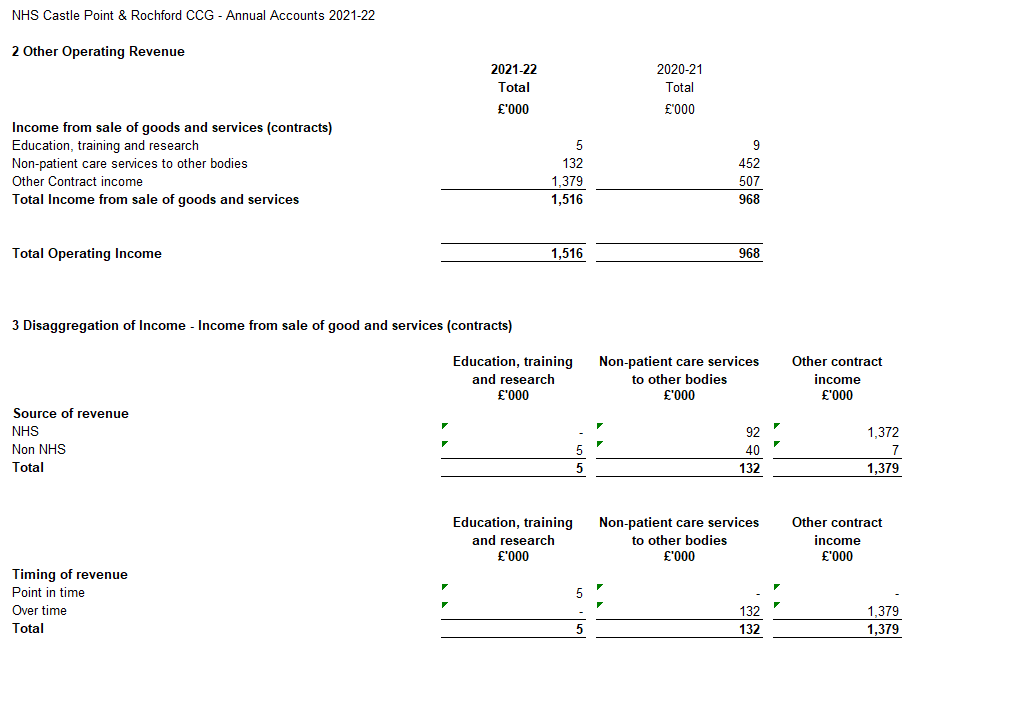 NHS Castle Point & Rochford CCG - Annual Accounts 2021-22
2 Other Operating Revenue
2021-22 2020-21
Total Total
£'000 £'000
Income from sale of goods and services (contracts)
Education, training and research 5 9
Non-patient care services to other bodies 132 452
Other Contract income 1,379 507
Total Income from sale of goods and services 1,516 968
Total Operating Income 1,516 968
3 Disaggregation of Income - Income from sale of good and services (contracts)
Education, training Non-patient care services Other contract
and research to other bodies income
£'000 £'000 £'000
Source of revenue
NHS - 92 1,372
Non NHS 5 40 7
Total 5 132 1,379
Education, training Non-patient care services Other contract
and research to other bodies income
£'000 £'000 £'000
Timing of revenue
Point in time 5 - -
Over time - 132 1,379
Total 5 132 1,379